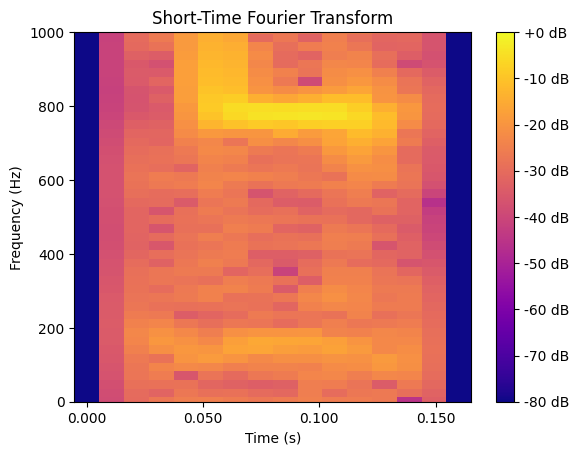 Short-Time Fourier Transform
1000
800
600
400
200
0
Frequency (Hz)
0.000
0.050
0.100
0.150
Time (s)
+0 dB
-10 dB
-20 dB
-30 dB
-40 dB
-50 dB
-60 dB
-70 dB
-80 dB